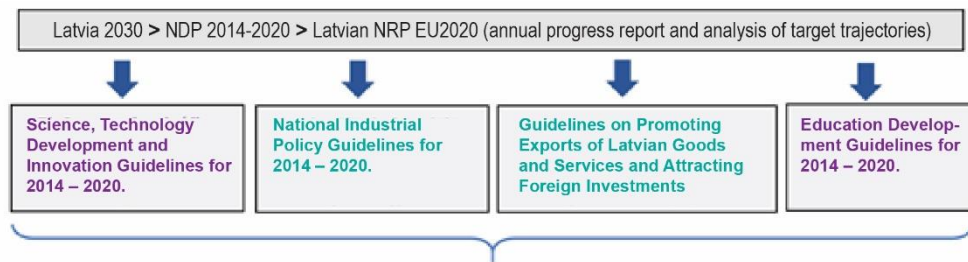 Latvia 2030 > NDP 2014-2020 > Latvian NRP EU2020 (annual progress report and analysis of target trajectories)
Science, Technology
Development and
Innovation Guidelines for
2014 – 2020.
National Industrial
Policy Guidelines for
2014 – 2020.
Guidelines on Promoting
Exports of Latvian Goods
and Services and Attracting
Foreign Investments
Education Develop-
ment Guidelines for
2014 – 2020.